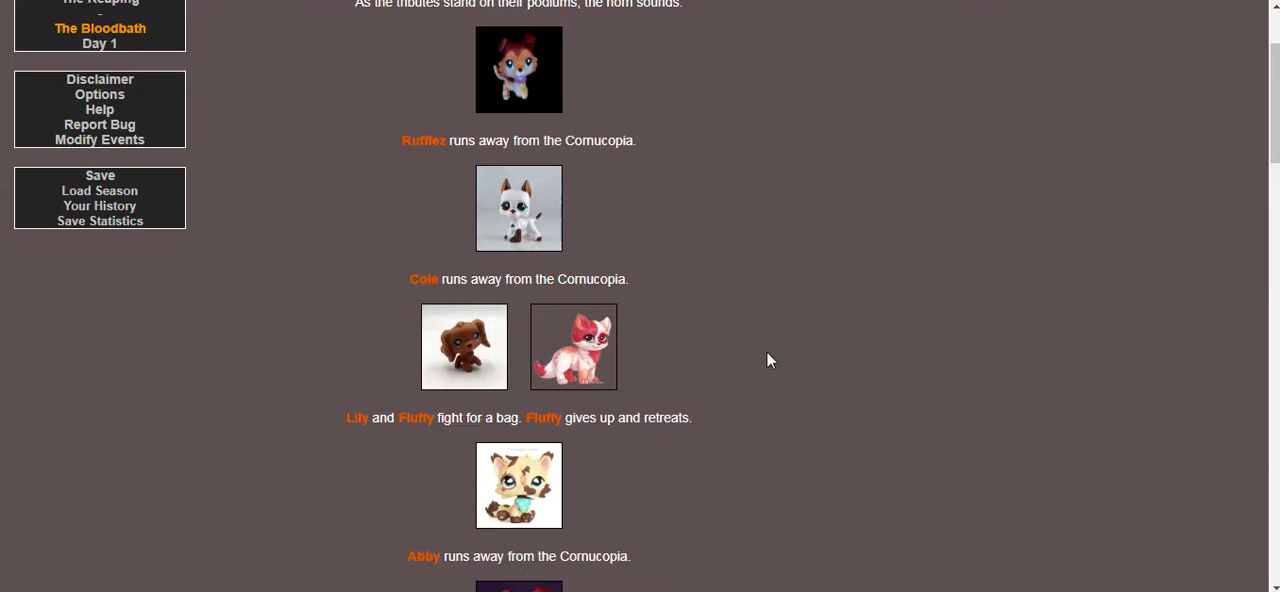 The Reaping
-
The Bloodbath
Day 1
Disclaimer
Options
Help
Report Bug
Modify Events
Save
Load Season
Your History
Save Statistics
As the tributes stand on their podiums, the horn sounds.
Rufflez runs away from the Cornucopia.
Cole runs away from the Cornucopia.
Lily and Fluffy fight for a bag. Fluffy gives up and retreats.
Abby runs away from the Cornucopia.